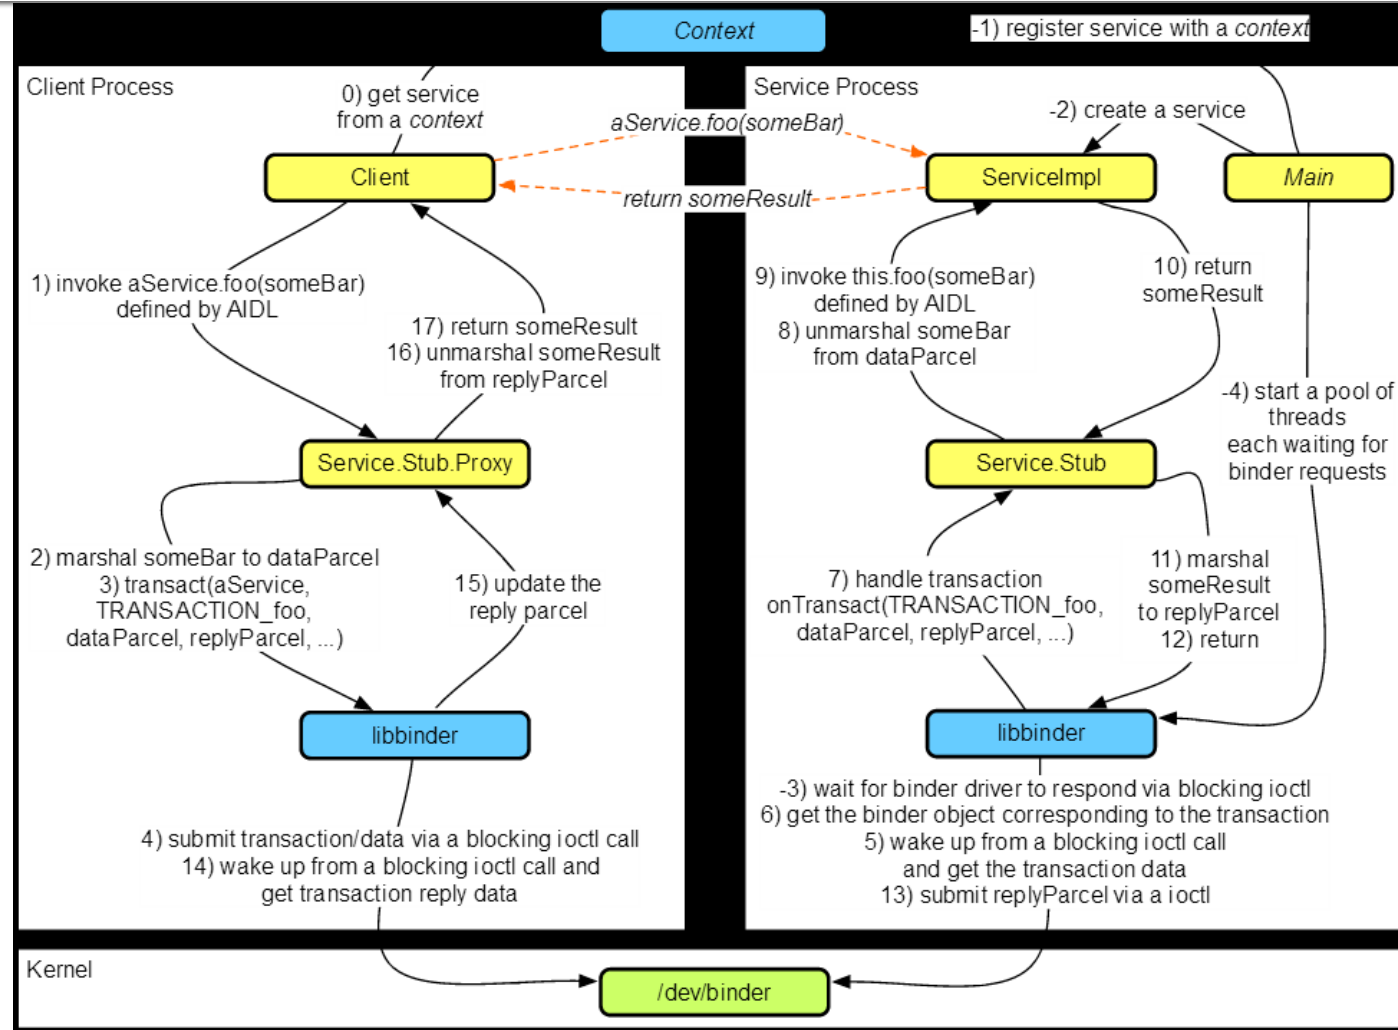 Context
-1) register service with a context
Client Process
0) get service
from a context
Service Process
-2) create a service
aService.foo(someBar)
Client
ServiceImpl
Main
return someResult
1) invoke aService.foo(someBar)
defined by AIDL
17) return someResult
16) unmarshal someResult
from replyParcel
9) invoke this.foo(someBar)
defined by AIDL
8) unmarshal someBar
from dataParcel
10) return
someResult
-4) start a pool of
threads
each waiting for
binder requests
Service.Stub.Proxy
Service.Stub
2) marshal someBar to dataParcel
3) transact(aService,
TRANSACTION_foo,
dataParcel, replyParcel, ...)
15) update the
reply parcel
7) handle transaction
onTransact(TRANSACTION_foo,
dataParcel, replyParcel, ...)
11) marshal
someResult
to replyParcel
12) return
libbinder
libbinder
4) submit transaction/data via a blocking ioctl call
14) wake up from a blocking ioctl call and
get transaction reply data
-3) wait for binder driver to respond via blocking ioctl
6) get the binder object corresponding to the transaction
5) wake up from a blocking ioctl call
and get the transaction data
13) submit replyParcel via a ioctl
Kernel
/dev/binder